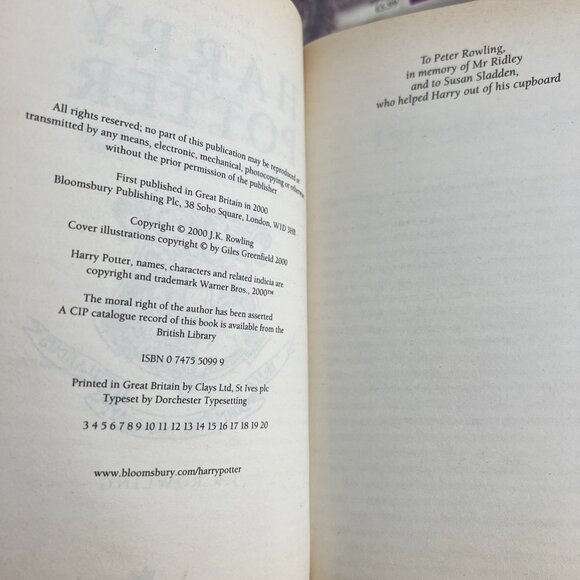 All rights reserved; no part of this publication may be reproduced or
transmitted by any means, electronic, mechanical, photocopying or otherwise
without the prior permission of the publisher
First published in Great Britain in 2000
Bloomsbury Publishing Plc, 38 Soho Square, London, W1D 3HB
Copyright © 2000 J.K. Rowling
Cover illustrations copyright © by Giles Greenfield 2000
Harry Potter, names, characters and related indicia are
copyright and trademark Warner Bros., 2000™
The moral right of the author has been asserted
A CIP catalogue record of this book is available from the
British Library
ISBN 0 7475 5099 9
Printed in Great Britain by Clays Ltd, St Ives plc
Typeset by Dorchester Typesetting
3 4 5 6 7 8 9 10 11 12 13 14 15 16 17 18 19 20
www.bloomsbury.com/harrypotter
To Peter Rowling,
in memory of Mr Ridley
and to Susan Sladden,
who helped Harry out of his cupboard